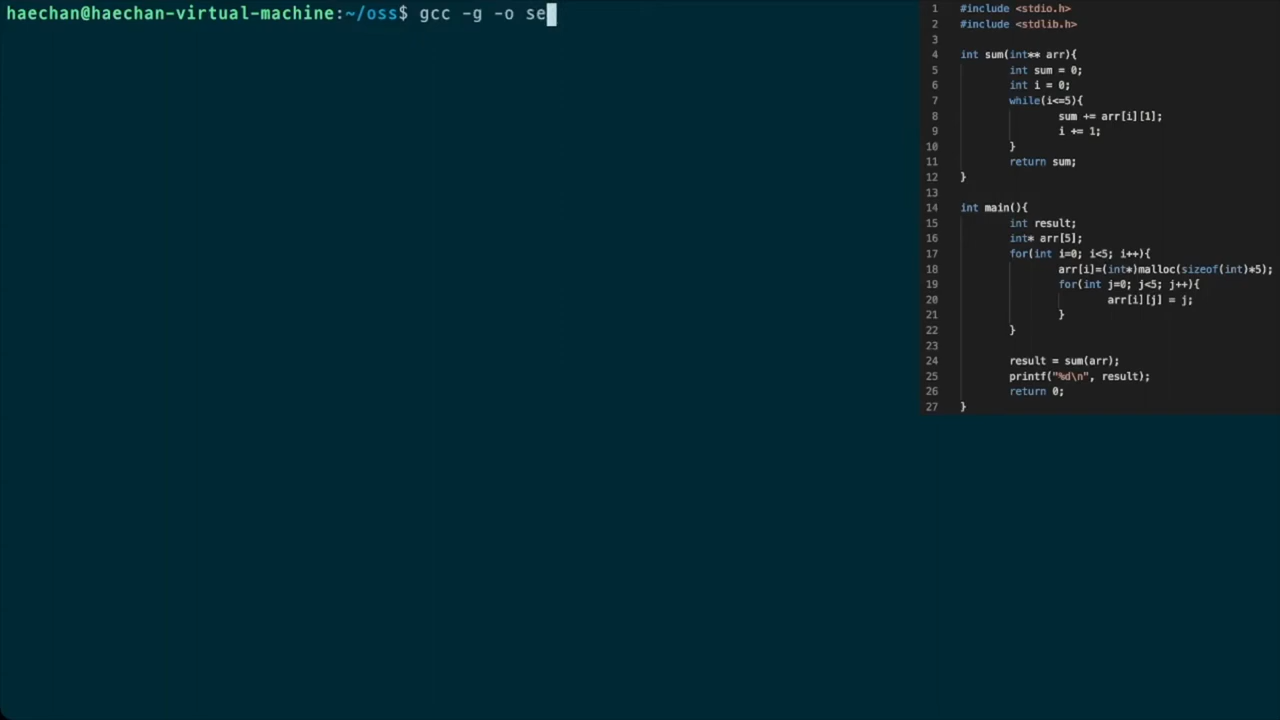 haechan@haechan-virtual-machine:~/oss$ gcc -g -o se
1 #include <stdio.h>
2 #include <stdlib.h>
3
4 int sum(int** arr){
5 int sum = 0;
6 int i = 0;
7 while(i<=5){
8 sum += arr[i][1];
9 i += 1;
10 }
11 return sum;
12 }
13
14 int main(){
15 int result;
16 int* arr[5];
17 for(int i=0; i<5; i++){
18 arr[i]=(int*)malloc(sizeof(int)*5);
19 for(int j=0; j<5; j++){
20 arr[i][j] = j;
21 }
22 }
23
24 result = sum(arr);
25 printf("%d\n", result);
26 return 0;
27 }